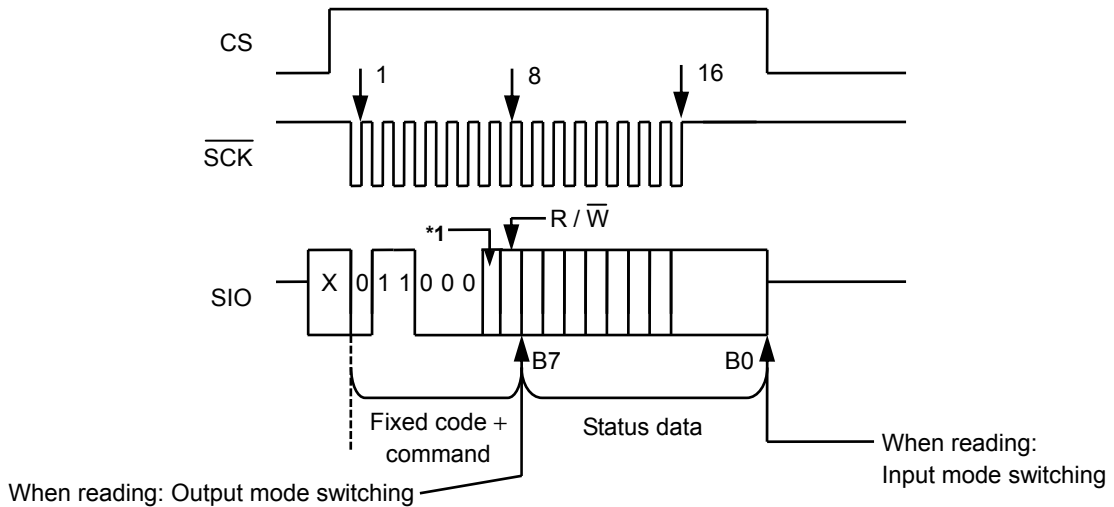 CS
1
8
16
SCK
*1
R / W
SIO
X 0 1 1 0 0 0
B7
B0
Fixed code +
command
Status data
When reading:
Input mode switching
When reading: Output mode switching